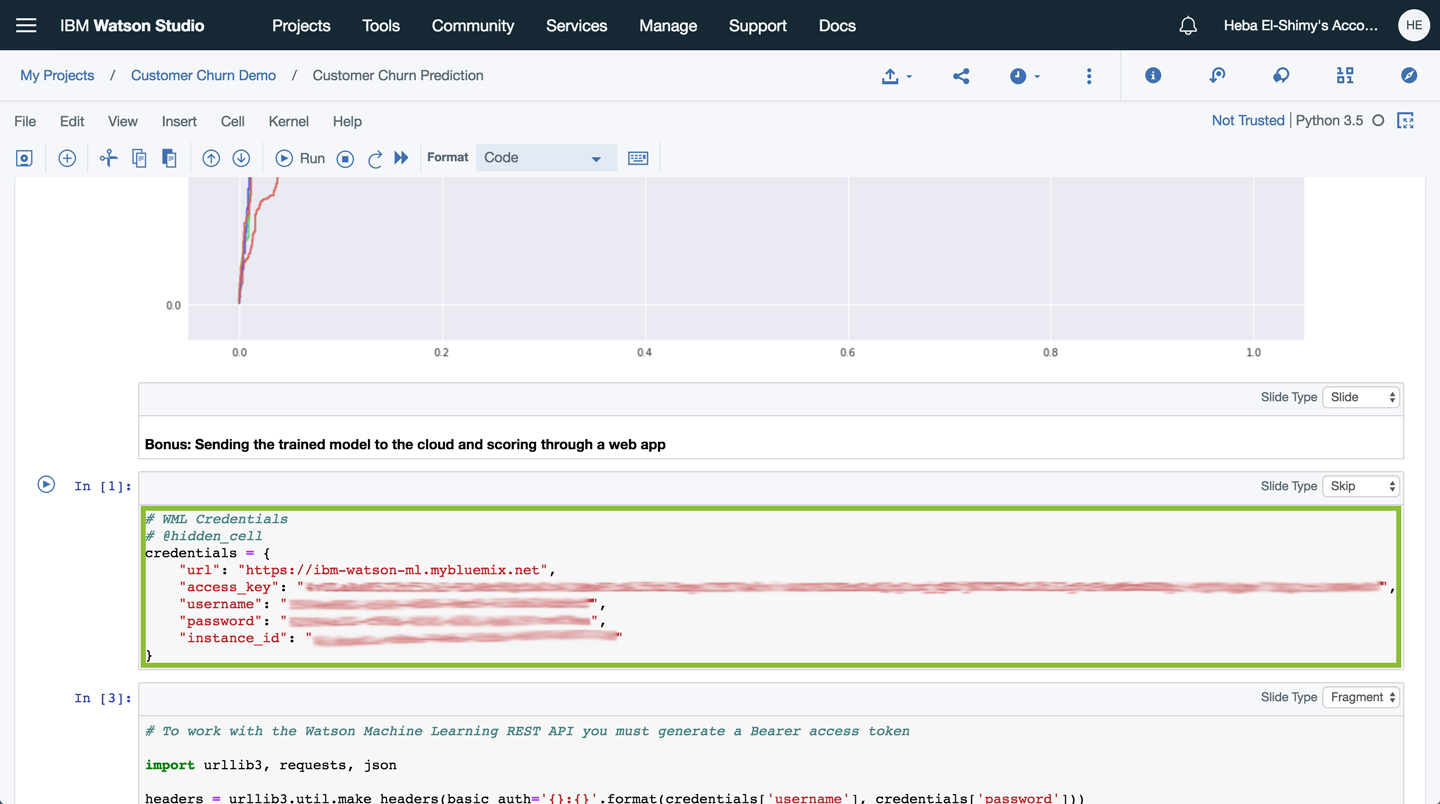 IBM Watson Studio Projects Tools Community Services Manage Support Docs Heba El-Shimy's Acco... HE
My Projects / Customer Churn Demo / Customer Churn Prediction
File Edit View Insert Cell Kernel Help Not Trusted | Python 3.5
Run Format Code
0.0
0.0 0.2 0.4 0.6 0.8 1.0
Slide Type Slide
Bonus: Sending the trained model to the cloud and scoring through a web app
In [1]: Slide Type Skip
# WML Credentials
# @hidden_cell
credentials = {
"url": "https://ibm-watson-ml.mybluemix.net",
"access_key": "",
"username": "",
"password": "",
"instance_id": ""
}
In [3]: Slide Type Fragment
# To work with the Watson Machine Learning REST API you must generate a Bearer access token
import urllib3, requests, json
headers = urllib3.util.make_headers(basic_auth='{}:{}'.format(credentials['username'], credentials['password']))